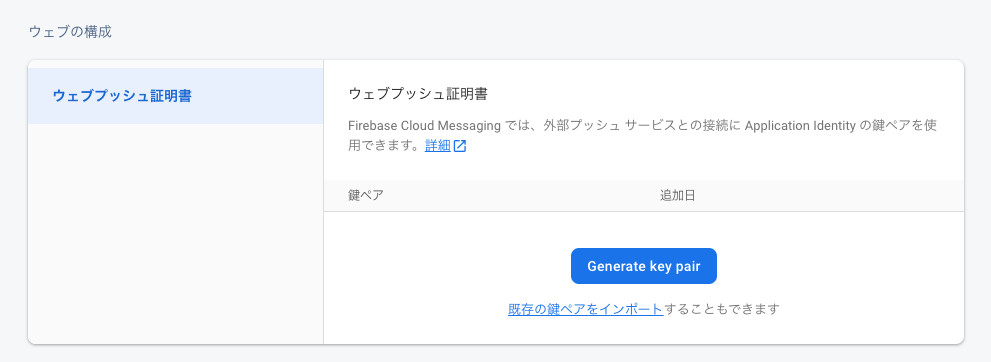 ウェブの構成
ウェブプッシュ証明書
ウェブプッシュ証明書
Firebase Cloud Messaging では、外部プッシュ サービスとの接続に Application Identity の鍵ペアを使
用できます。詳細
鍵ペア 追加日
Generate key pair
既存の鍵ペアをインポートすることもできます